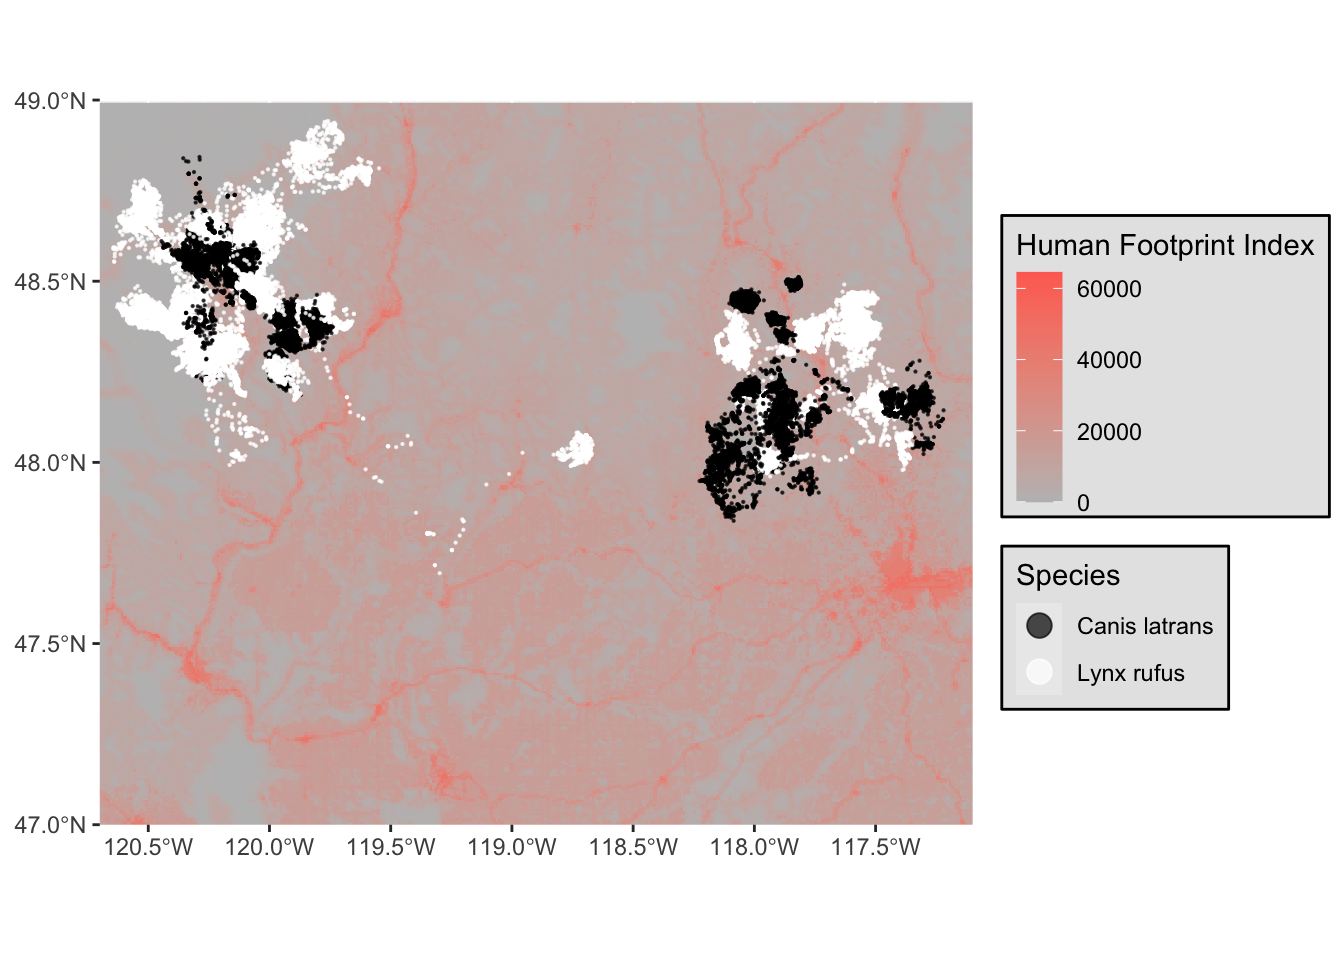 49.0°N
48.5°N
48.0°N
47.5°N
47.0°N
120.5°W 120.0°W 119.5°W 119.0°W 118.5°W 118.0°W 117.5°W
Human Footprint Index
60000
40000
20000
0
Species
Canis latrans
Lynx rufus